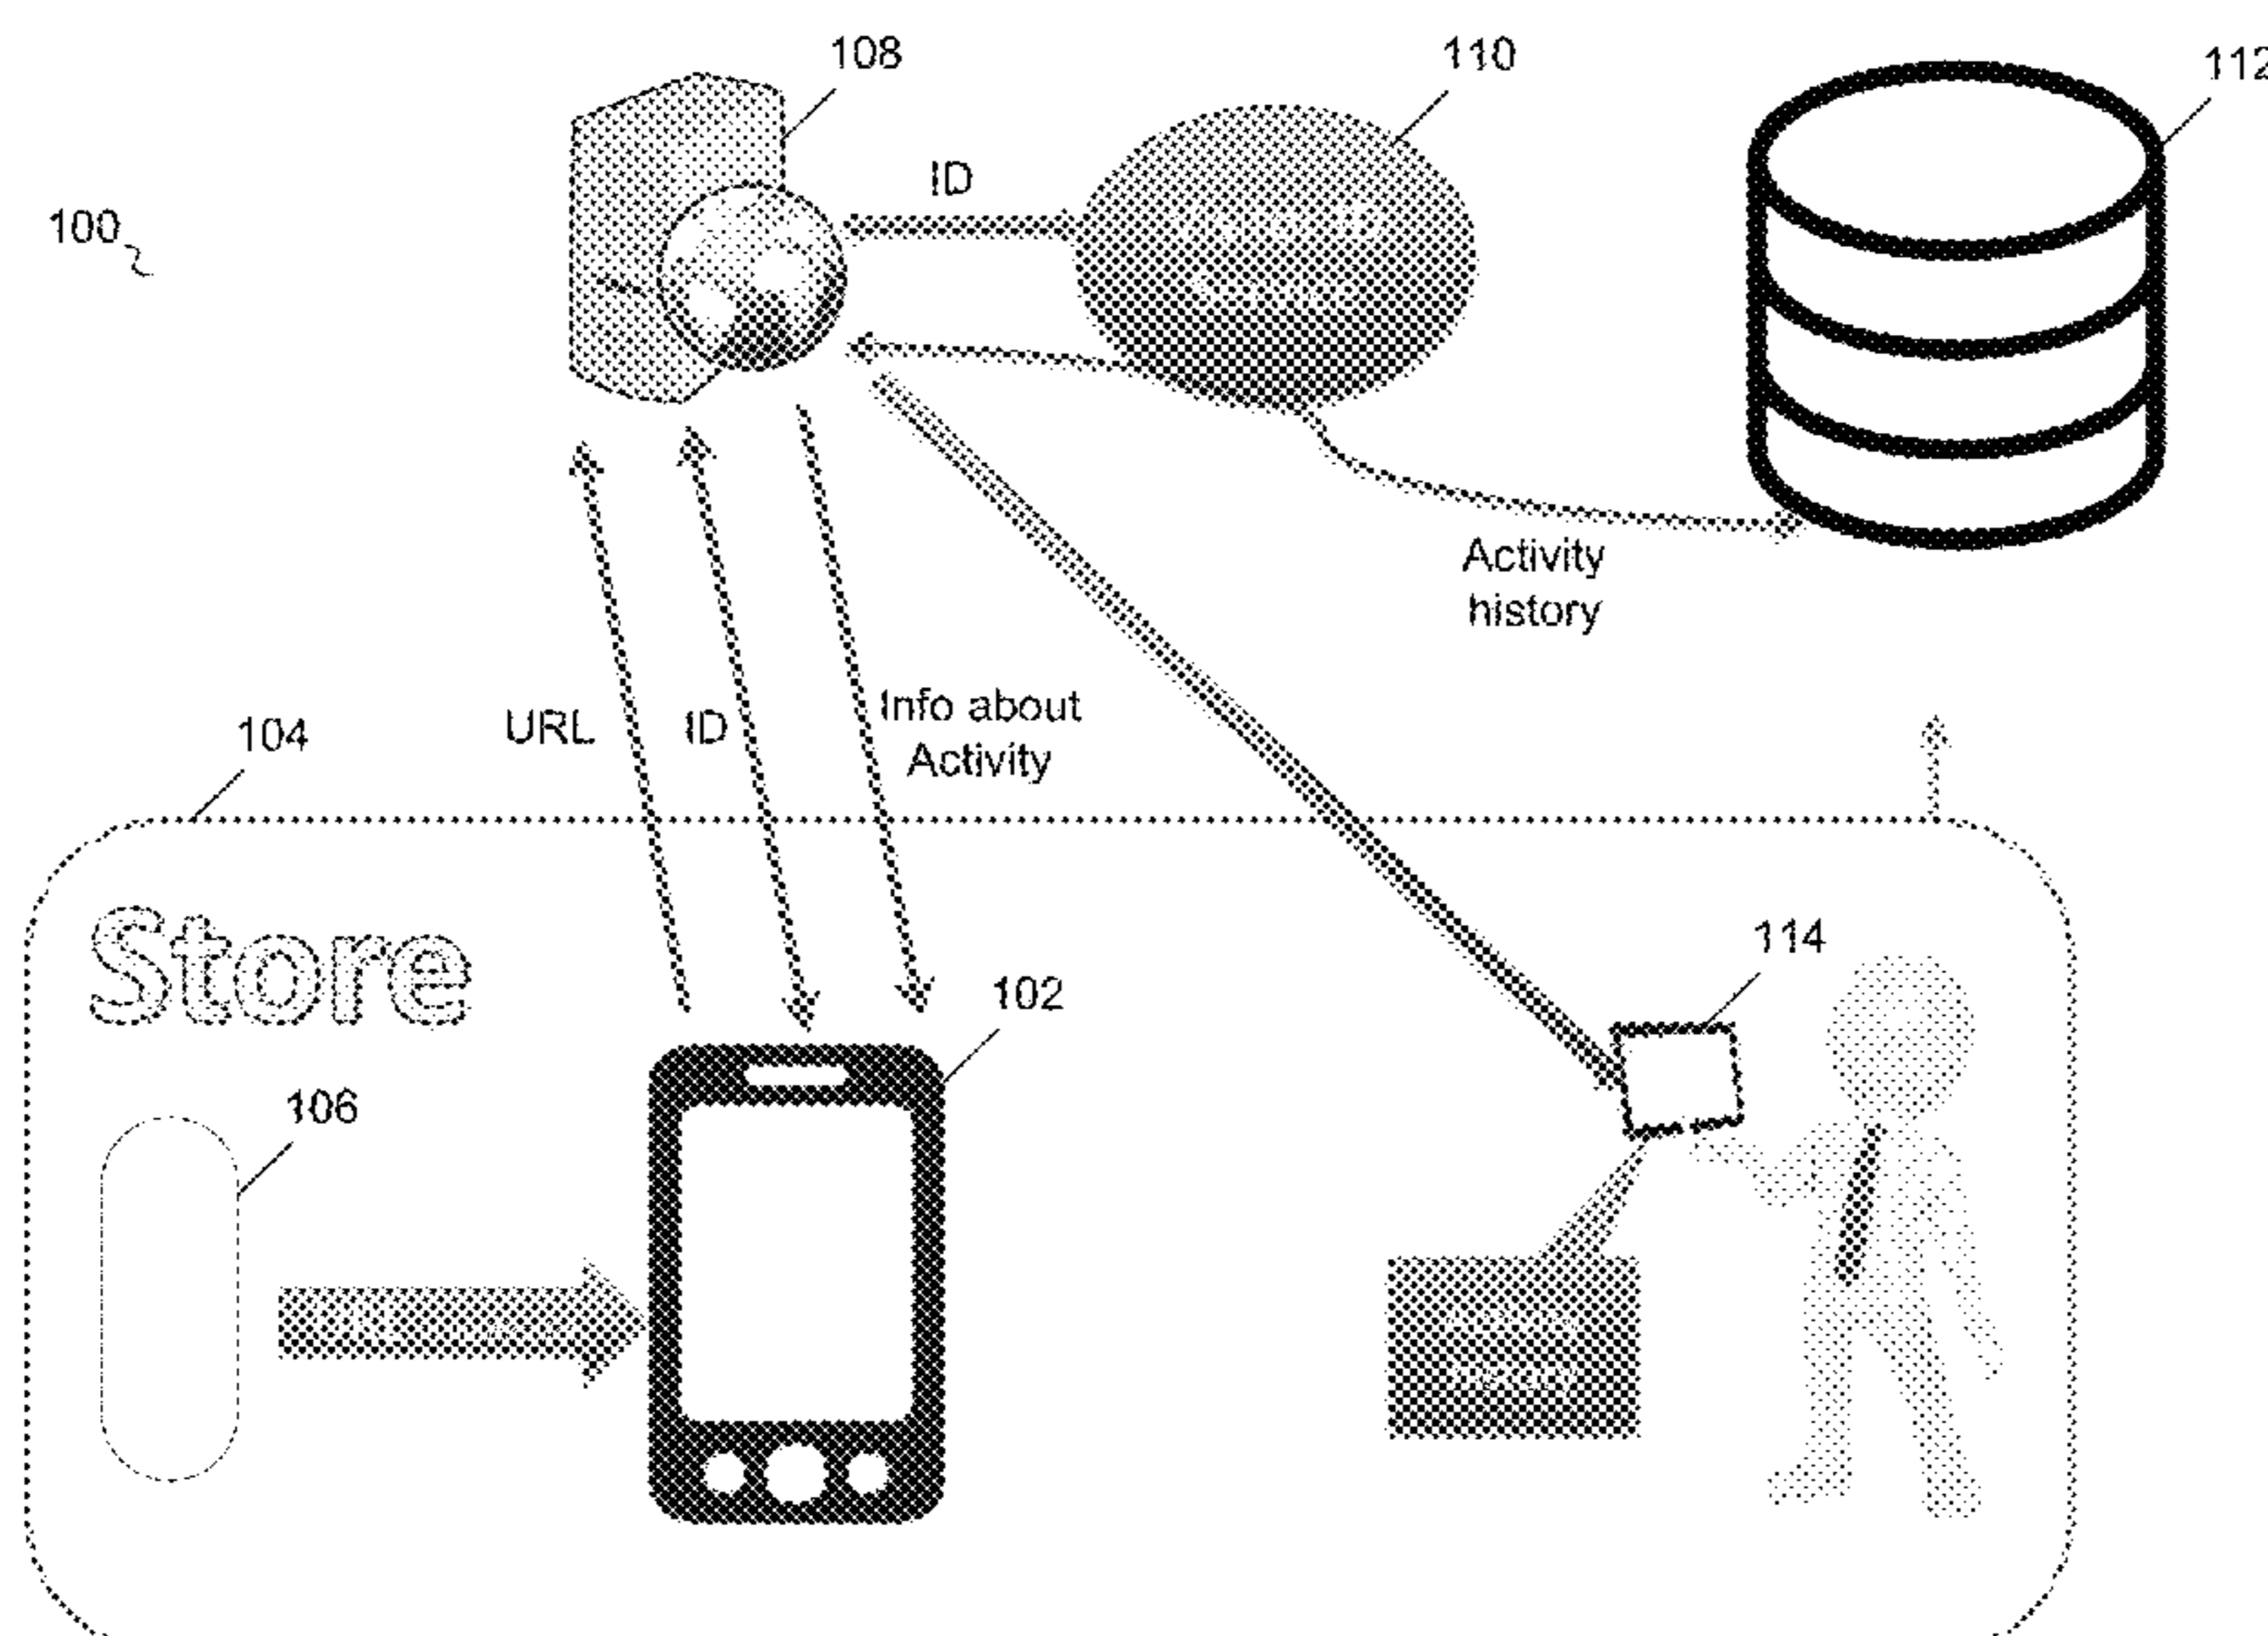 108
110
112
ID
100
Activity
history
URL
ID
Info about
Activity
104
Store
114
102
106